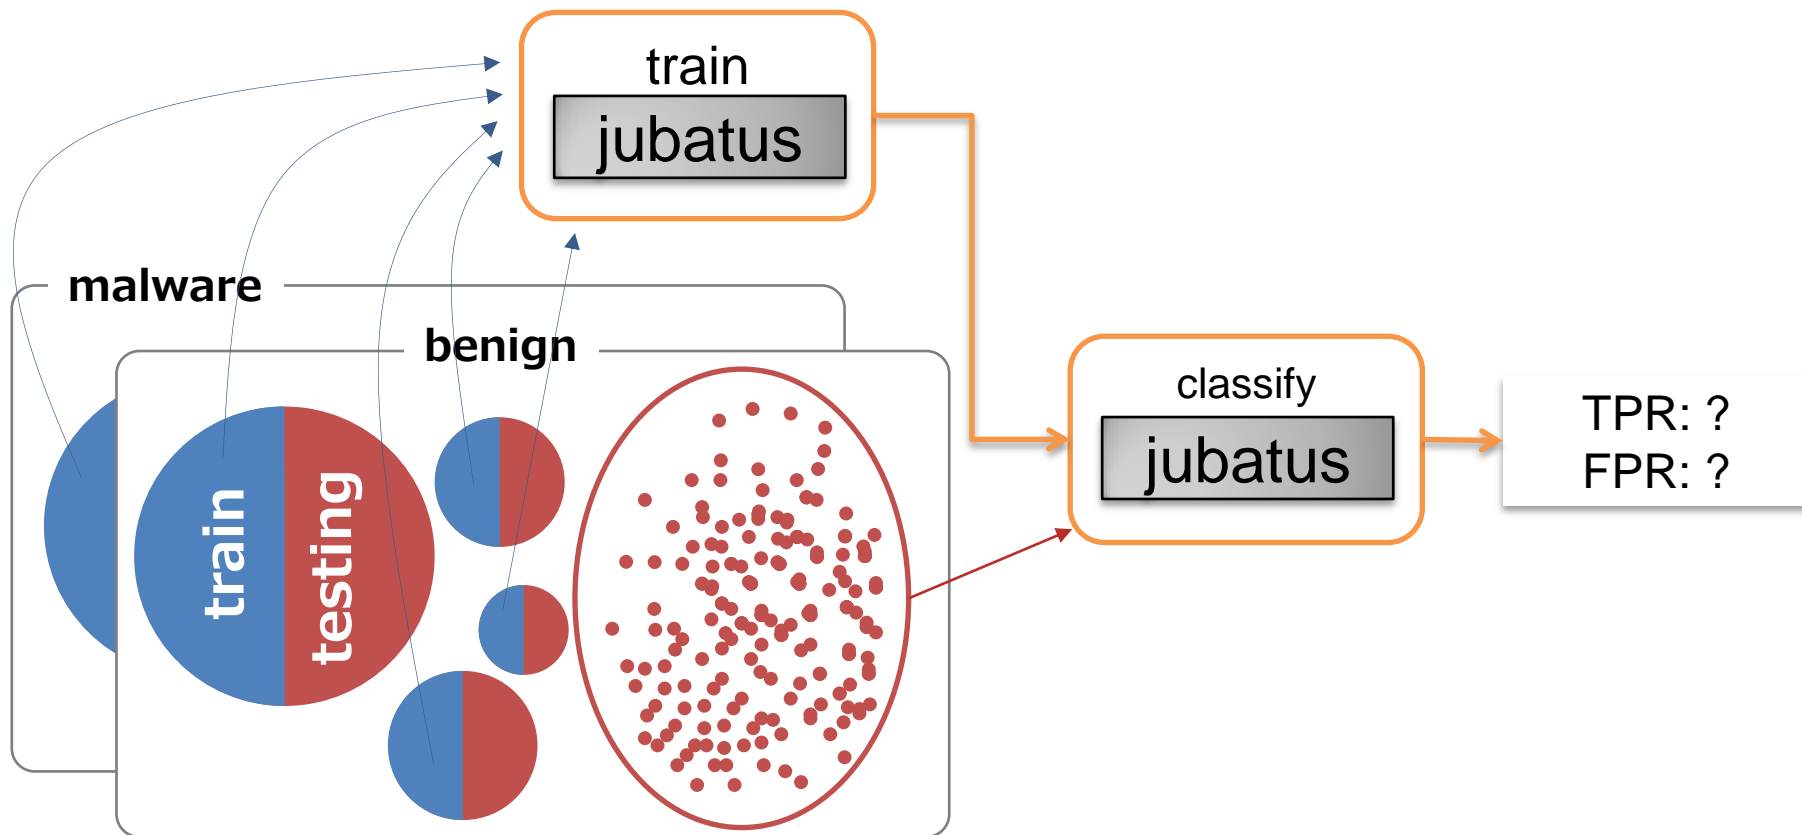 train
jubatus
malware
benign
classify
jubatus
TPR: ?
FPR: ?
train
testing